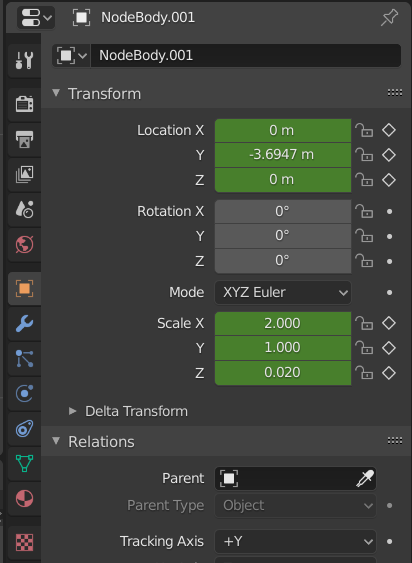 NodeBody.001
NodeBody.001
Transform
Location X 0 m
Y -3.6947 m
Z 0 m
Rotation X 0°
Y 0°
Z 0°
Mode XYZ Euler
Scale X 2.000
Y 1.000
Z 0.020
Delta Transform
Relations
Parent
Parent Type Object
Tracking Axis +Y